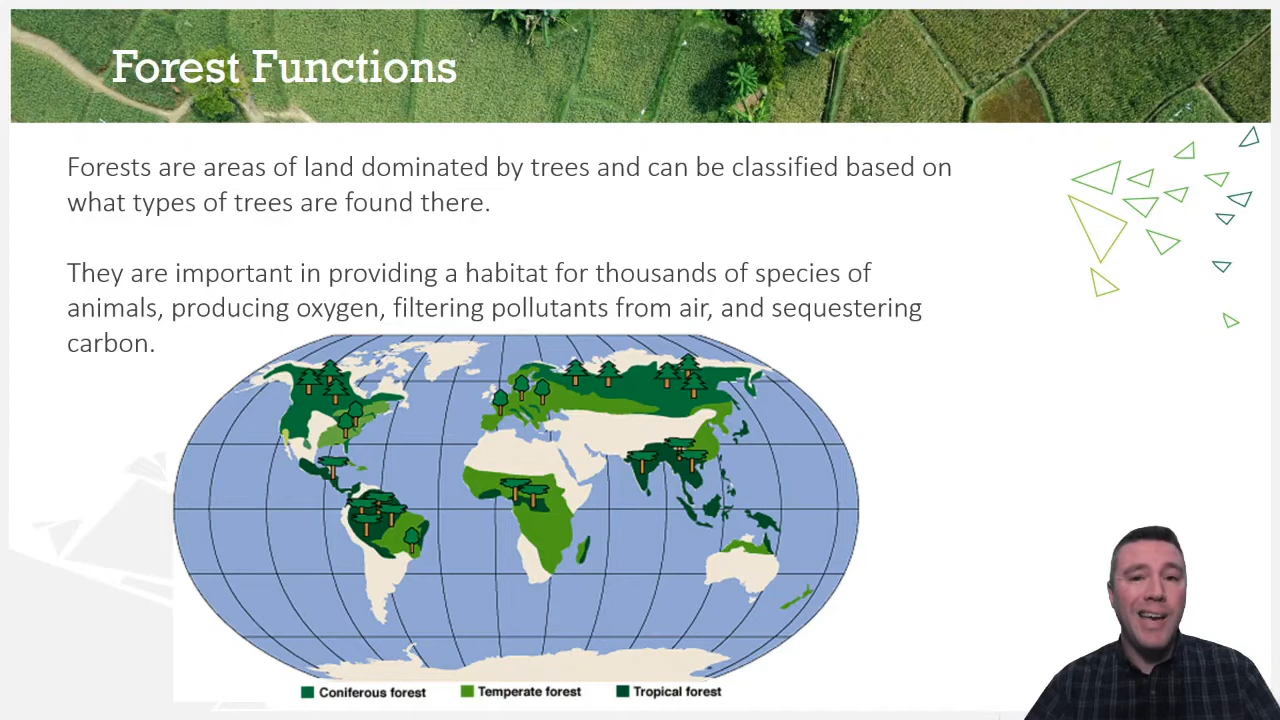 Forest Functions
Forests are areas of land dominated by trees and can be classified based on
what types of trees are found there.
They are important in providing a habitat for thousands of species of
animals, producing oxygen, filtering pollutants from air, and sequestering
carbon.
Coniferous forest Temperate forest Tropical forest